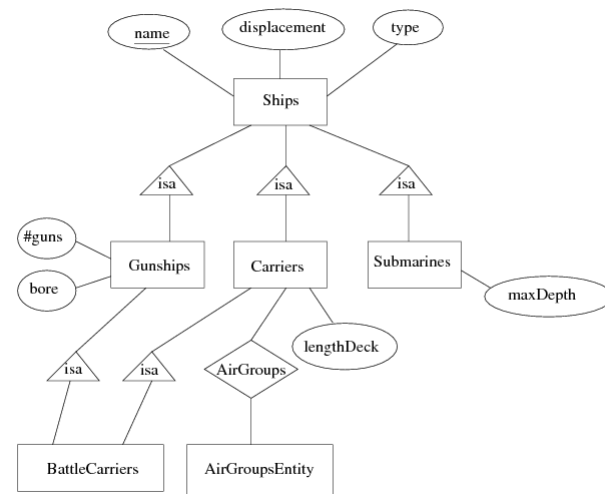 name
displacement
type
Ships
isa
isa
isa
#guns
Gunships
Carriers
Submarines
bore
maxDepth
lengthDeck
isa
isa
AirGroups
BattleCarriers
AirGroupsEntity